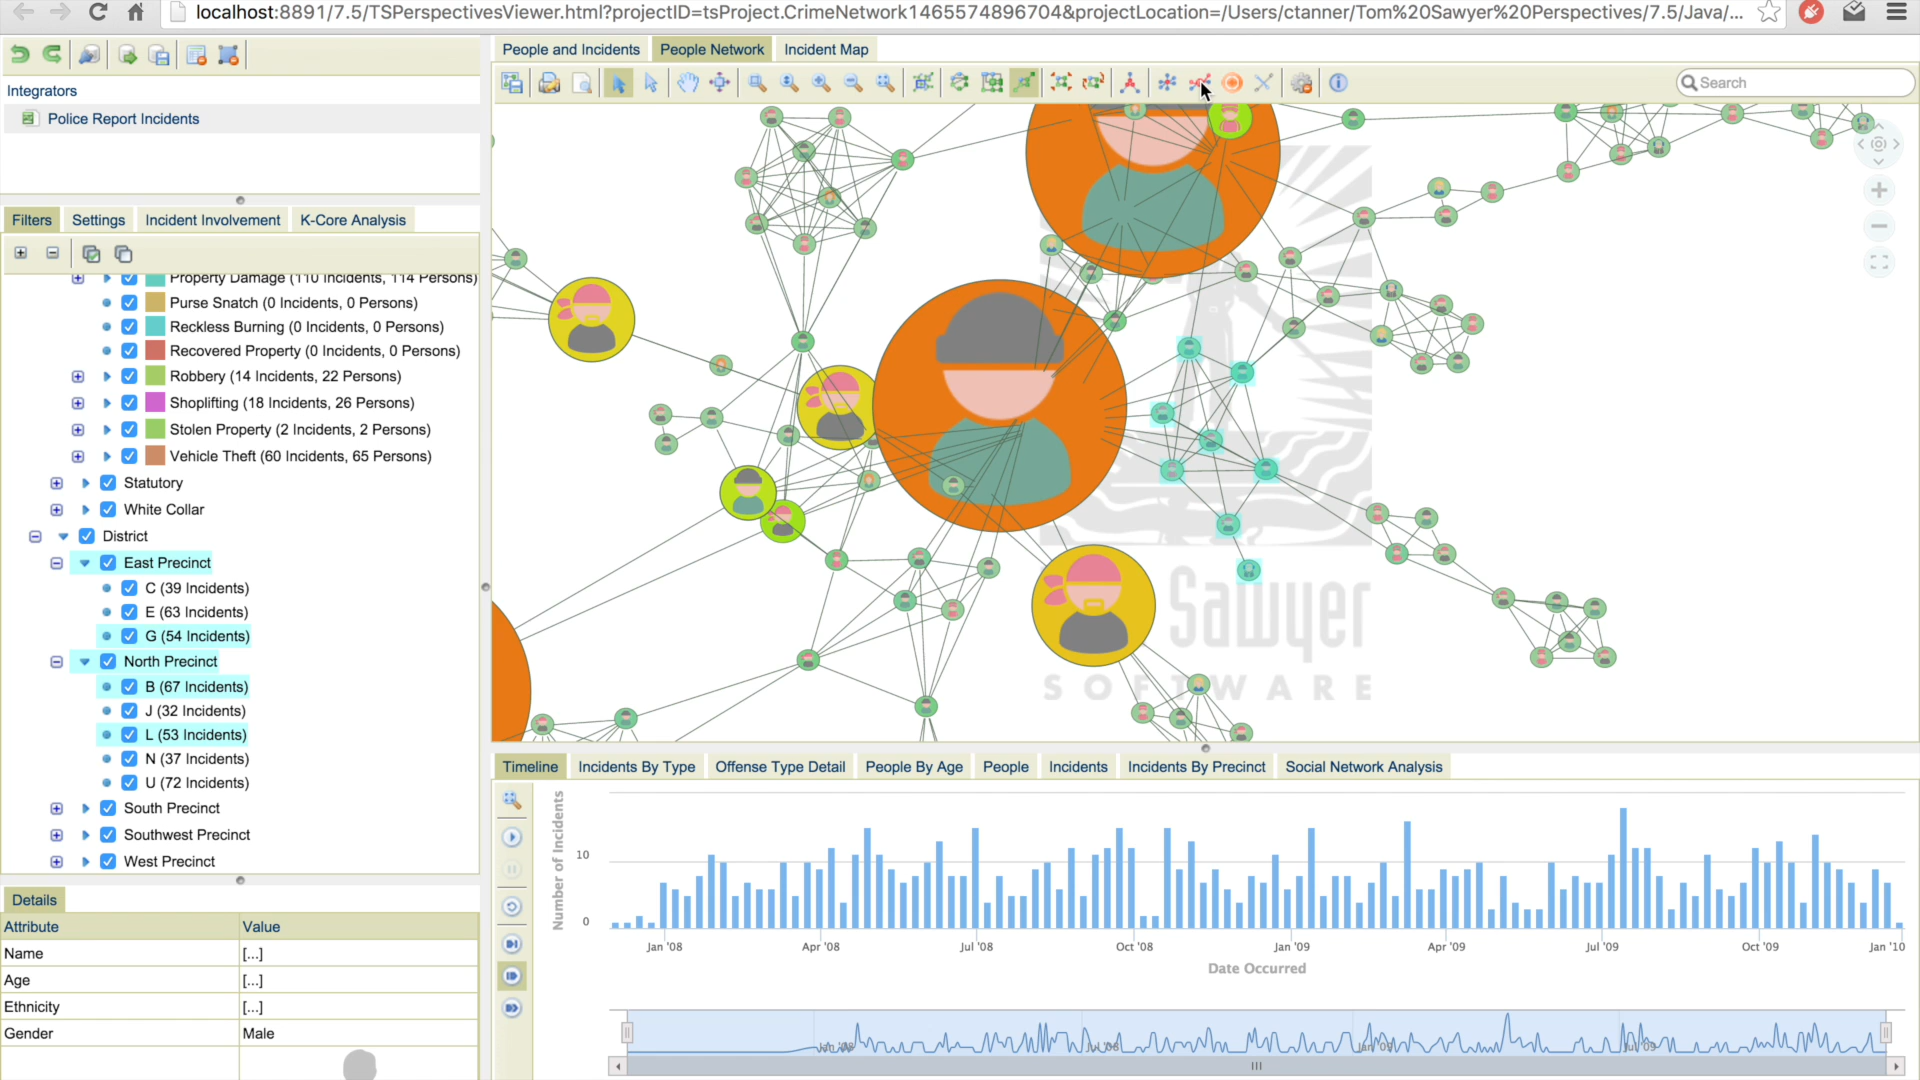 localhost:8891/7.5/TSPerspectivesViewer.html?projectID=tsProject.CrimeNetwork1465574896704&projectLocation=/Users/ctanner/Tom%20Sawyer%20Perspectives/7.5/Java/...
People and Incidents
People Network
Incident Map
Search
Integrators
Police Report Incidents
Filters
Settings
Incident Involvement
K-Core Analysis
Property Damage (110 Incidents, 114 Persons)
Purse Snatch (0 Incidents, 0 Persons)
Reckless Burning (0 Incidents, 0 Persons)
Recovered Property (0 Incidents, 0 Persons)
Robbery (14 Incidents, 22 Persons)
Shoplifting (18 Incidents, 26 Persons)
Stolen Property (2 Incidents, 2 Persons)
Vehicle Theft (60 Incidents, 65 Persons)
Statutory
White Collar
District
East Precinct
C (39 Incidents)
E (63 Incidents)
G (54 Incidents)
North Precinct
B (67 Incidents)
J (32 Incidents)
L (53 Incidents)
N (37 Incidents)
U (72 Incidents)
South Precinct
Southwest Precinct
West Precinct
Details
Attribute
Value
Name
[...]
Age
[...]
Ethnicity
[...]
Gender
Male
Sawyer
SOFTWARE
Timeline
Incidents By Type
Offense Type Detail
People By Age
People
Incidents
Incidents By Precinct
Social Network Analysis
Number of Incidents
10
0
Jan '08
Apr '08
Jul '08
Oct '08
Jan '09
Apr '09
Jul '09
Oct '09
Jan '10
Date Occurred
Jan '08
Jul '08
Jan '09
Jul '09